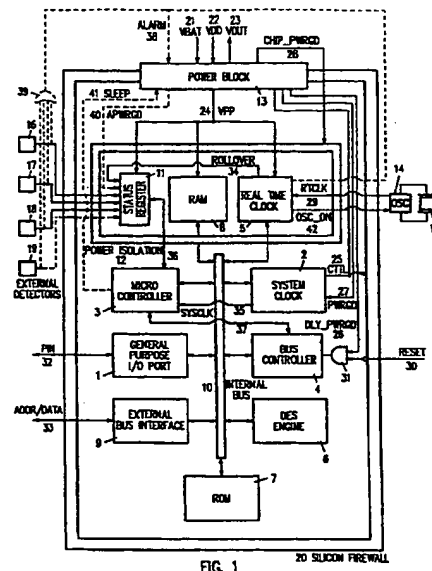 21 22 23
VBAT VDD VOUT
ALARM
38
CHIP_PWRGD
28
POWER BLOCK
13
41 SLEEP
40 APWRGD
24 VPP
39
16
17
18
19
EXTERNAL
DETECTORS
11
STATUS
REGISTER
ROLLOVER
34
RAM
8
REAL TIME
CLOCK
5
RTCLK
29
OSC_ON
42
14
OSC
POWER ISOLATION
12
36
MICRO
CONTROLLER
3
SYSCLK
35
37
2
SYSTEM
CLOCK
25
CTL
27
PWRGD
DLY_PWRGD
26
PIN
32
GENERAL
PURPOSE
I/O PORT
1
10
INTERNAL
BUS
BUS
CONTROLLER
4
31
RESET
30
ADDR/DATA
33
EXTERNAL
BUS INTERFACE
9
DES
ENGINE
6
ROM
7
FIG. 1
20 SILICON FIREWALL